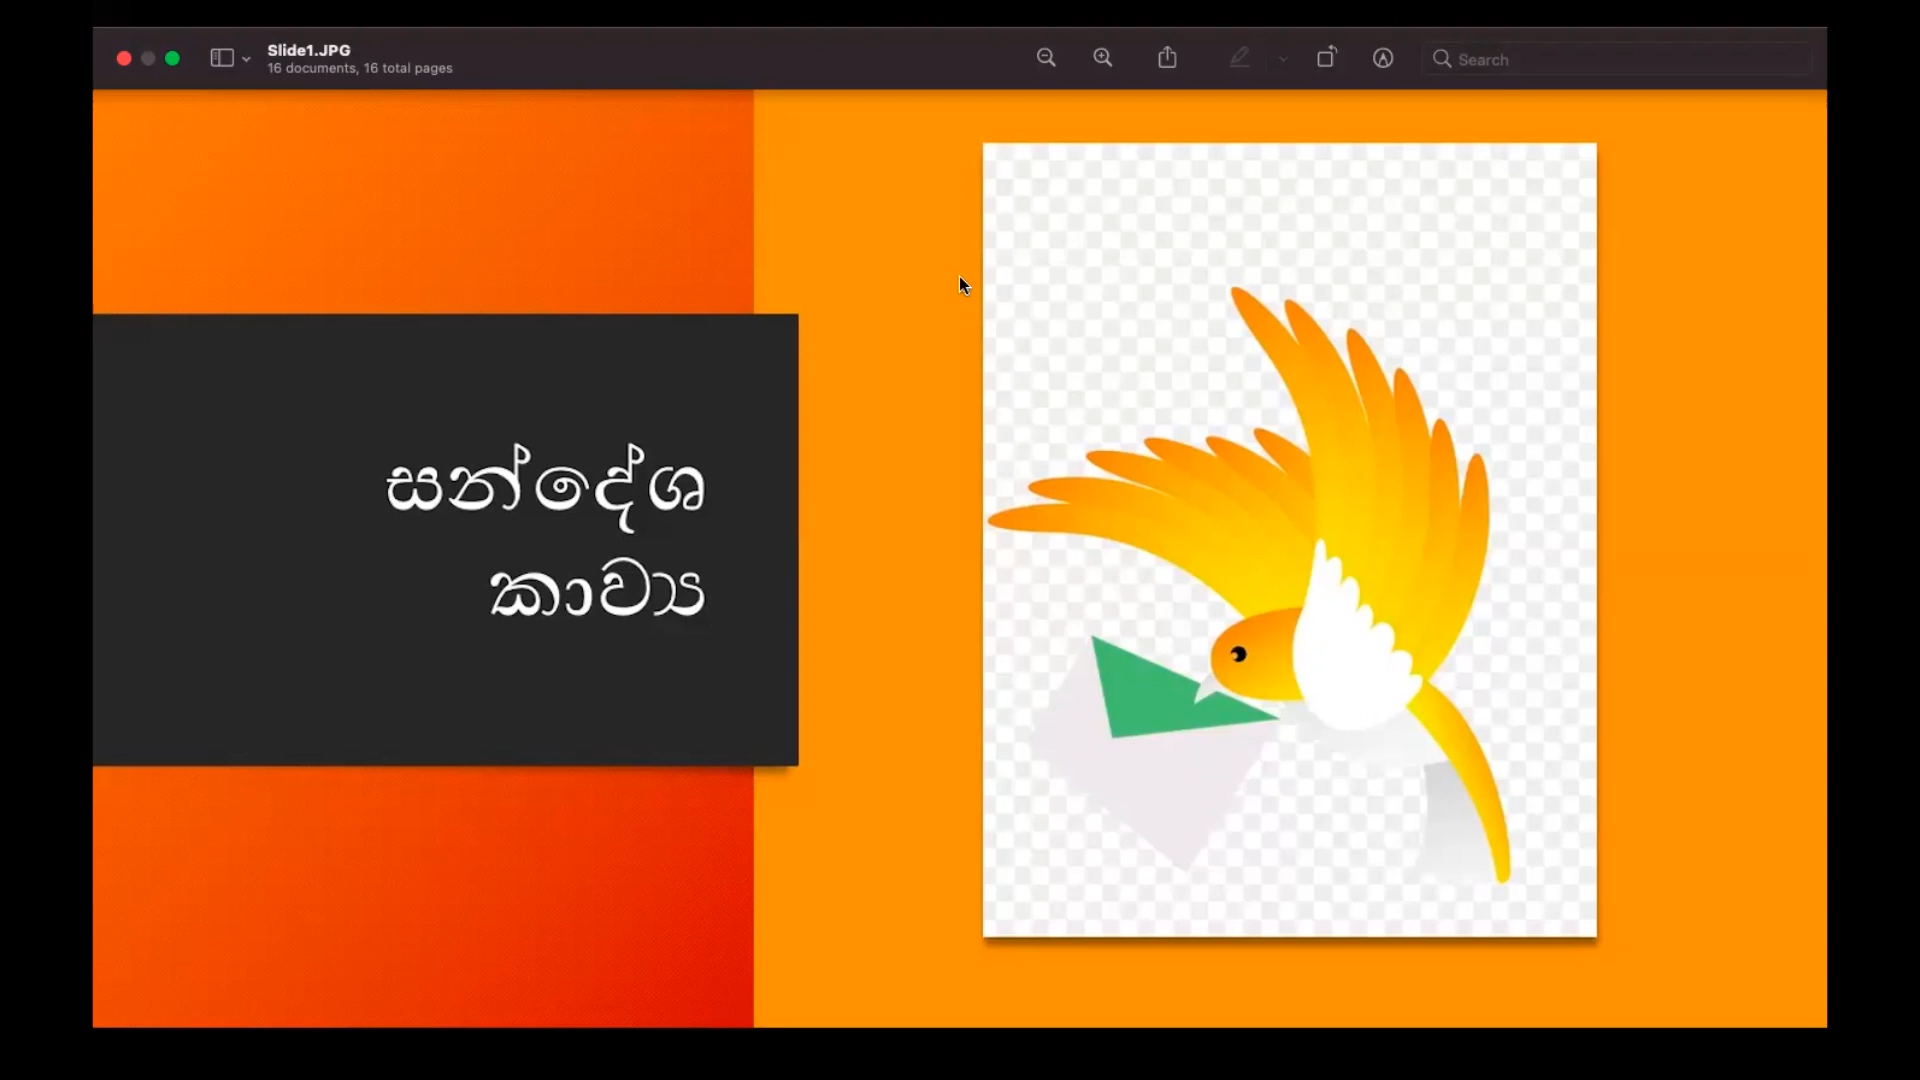 Slide1.JPG
16 documents, 16 total pages
Search
සන්දේශ
කාව්‍ය